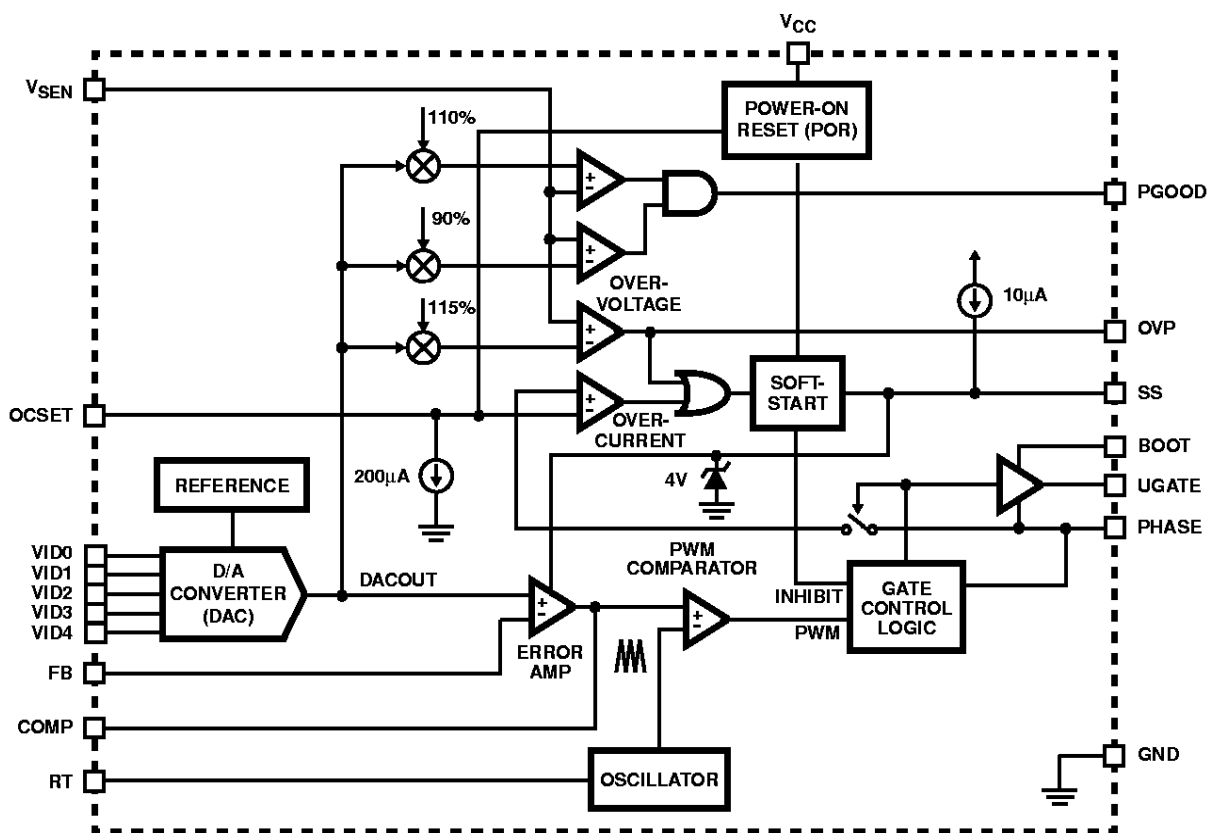 VCC
VSEN
POWER-ON
RESET (POR)
110%
PGOOD
90%
OVER-
VOLTAGE
10µA
115%
OVP
SOFT-
START
SS
OCSET
OVER-
CURRENT
BOOT
200µA
4V
REFERENCE
UGATE
PHASE
VID0
VID1
VID2
VID3
VID4
D/A
CONVERTER
(DAC)
DACOUT
PWM
COMPARATOR
INHIBIT
PWM
GATE
CONTROL
LOGIC
+
-
+
-
+
-
+
-
+
-
+
-
ERROR
AMP
FB
COMP
GND
RT
OSCILLATOR